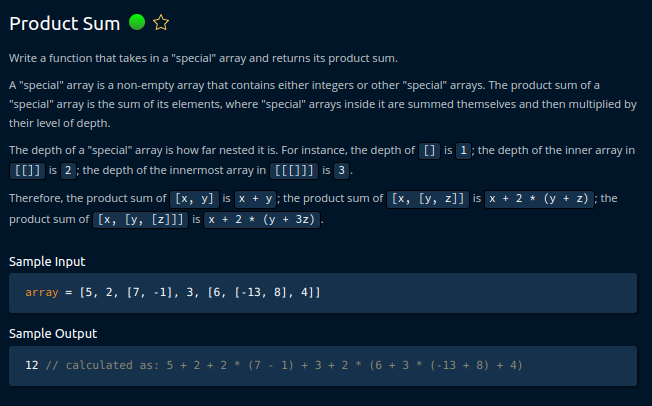 Product Sum
Write a function that takes in a "special" array and returns its product sum.
A "special" array is a non-empty array that contains either integers or other "special" arrays. The product sum of a
"special" array is the sum of its elements, where "special" arrays inside it are summed themselves and then multiplied by
their level of depth.
The depth of a "special" array is how far nested it is. For instance, the depth of [] is 1; the depth of the inner array in
[[]] is 2; the depth of the innermost array in [[[]]] is 3.
Therefore, the product sum of [x, y] is x + y; the product sum of [x, [y, z]] is x + 2 * (y + z); the
product sum of [x, [y, [z]]] is x + 2 * (y + 3z).
Sample Input
array = [5, 2, [7, -1], 3, [6, [-13, 8], 4]]
Sample Output
12 // calculated as: 5 + 2 + 2 * (7 - 1) + 3 + 2 * (6 + 3 * (-13 + 8) + 4)